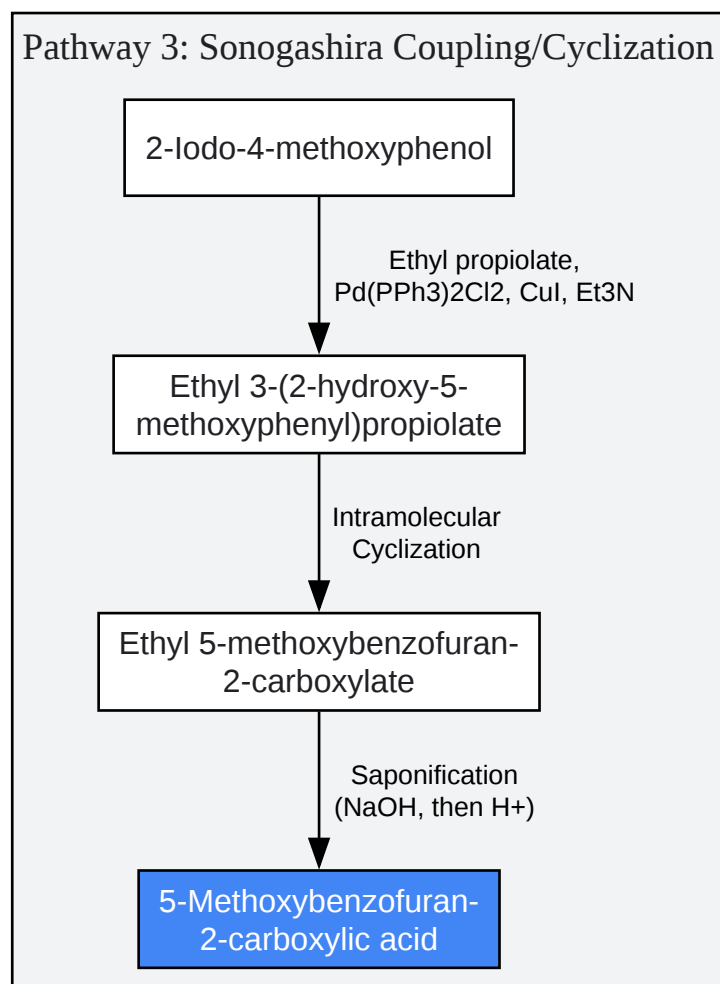 Pathway 3: Sonogashira Coupling/Cyclization
2-Iodo-4-methoxyphenol
Ethyl propiolate,
Pd(PPh3)2Cl2, CuI, Et3N
Ethyl 3-(2-hydroxy-5-
methoxyphenyl)propiolate
Intramolecular
Cyclization
Ethyl 5-methoxybenzofuran-
2-carboxylate
Saponification
(NaOH, then H+)
5-Methoxybenzofuran-
2-carboxylic acid